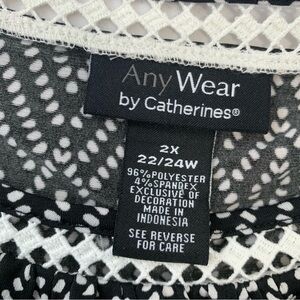 AnyWear
by Catherines®
2X
22/24W
96%POLYESTER
4%SPANDEX
EXCLUSIVE OF
DECORATION
MADE IN
INDONESIA
SEE REVERSE
FOR CARE